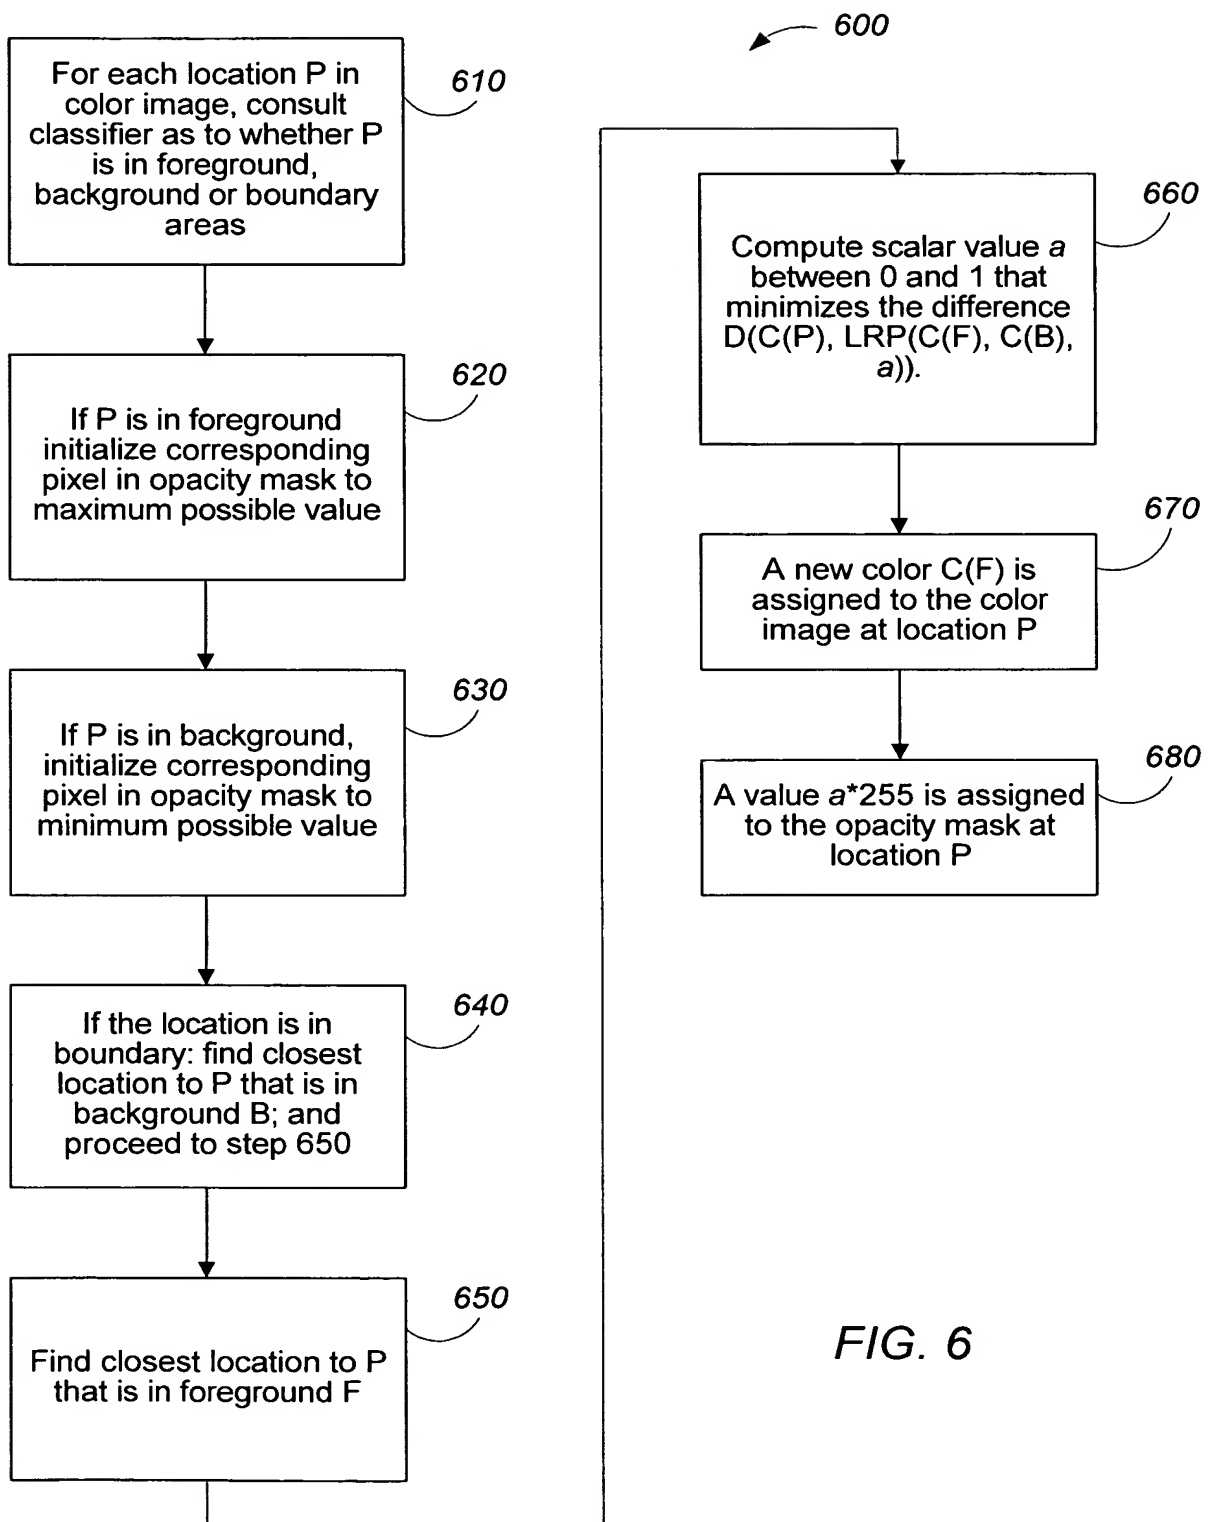 For each location P in
color image, consult
classifier as to whether P
is in foreground,
background or boundary
areas
610
If P is in foreground
initialize corresponding
pixel in opacity mask to
maximum possible value
620
If P is in background,
initialize corresponding
pixel in opacity mask to
minimum possible value
630
If the location is in
boundary: find closest
location to P that is in
background B; and
proceed to step 650
640
Find closest location to P
that is in foreground F
650
600
Compute scalar value a
between 0 and 1 that
minimizes the difference
D(C(P), LRP(C(F), C(B),
a)).
660
A new color C(F) is
assigned to the color
image at location P
670
A value a*255 is assigned
to the opacity mask at
location P
680
FIG. 6